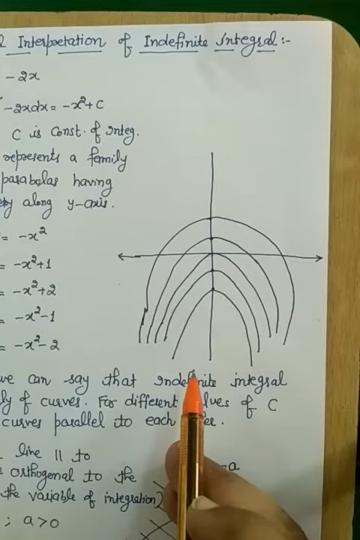 Interpretation of Indefinite Integral:-
- 2x
-2xdx = -x²+C
C is const. of integ.
represents a family
parabolas having
along y-axis.
= -x²
= -x²+1
= -x²+2
= -x²-1
= -x²-2
we can say that indefinite integral
of curves. For different values of C
curves parallel to each other.
line || to
orthogonal to the
the variable of integration)
=a
; a>0